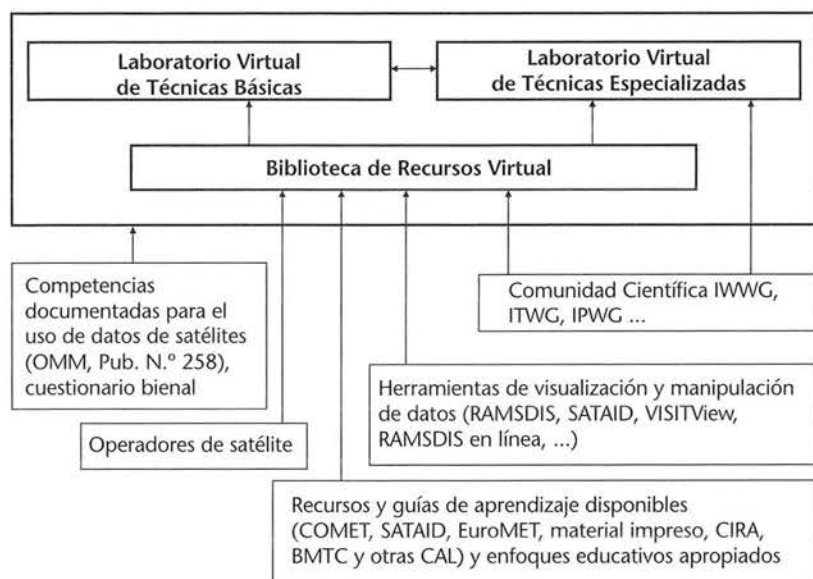 Laboratorio Virtual
de Técnicas Básicas
Laboratorio Virtual
de Técnicas Especializadas
Biblioteca de Recursos Virtual
Competencias
documentadas para el
uso de datos de satélites
(OMM, Pub. N.º 258),
cuestionario bienal
Comunidad Científica IWWG,
ITWG, IPWG ...
Herramientas de visualización y manipulación
de datos (RAMSDIS, SATAID, VISITView,
RAMSDIS en línea, ...)
Operadores de satélite
Recursos y guías de aprendizaje disponibles
(COMET, SATAID, EuroMET, material impreso, CIRA,
BMTC y otras CAL) y enfoques educativos apropiados